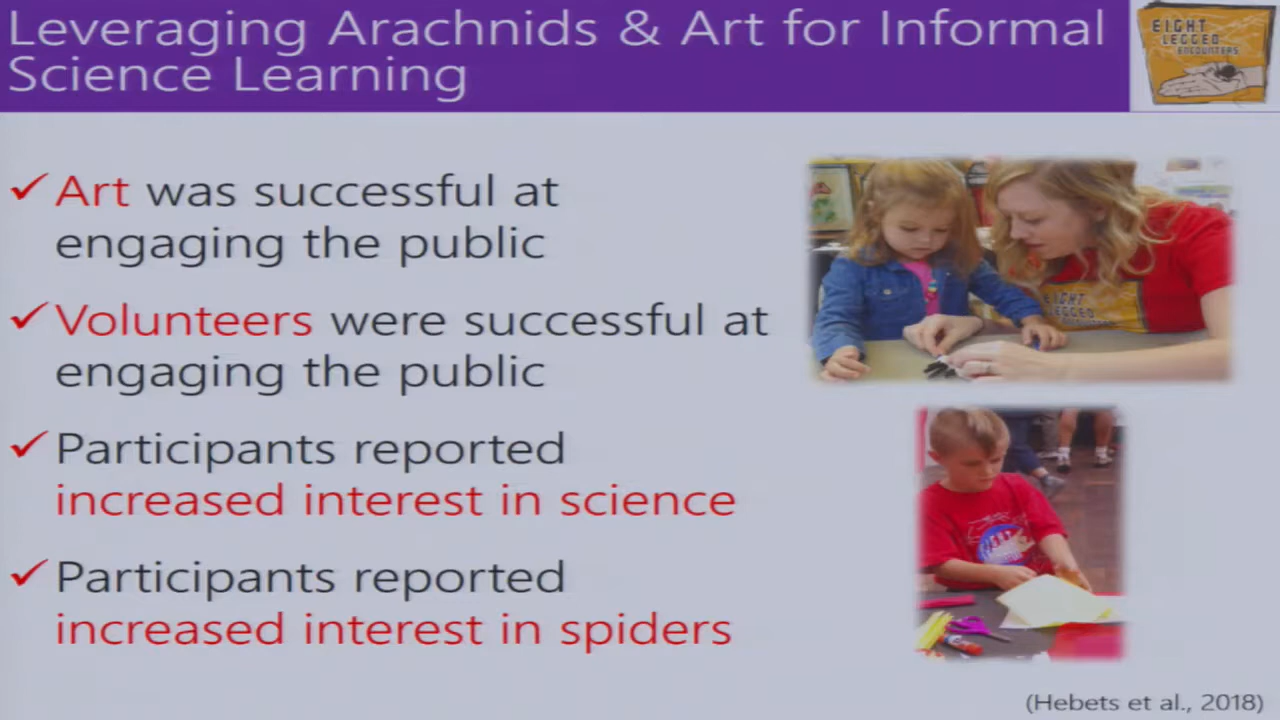 Leveraging Arachnids & Art for Informal
Science Learning
EIGHT
LEGGED
ENCOUNTERS
✓Art was successful at
engaging the public
✓Volunteers were successful at
engaging the public
✓Participants reported
increased interest in science
✓Participants reported
increased interest in spiders
EIGHT
LEGGED
ENCOUNTERS
(Hebets et al., 2018)